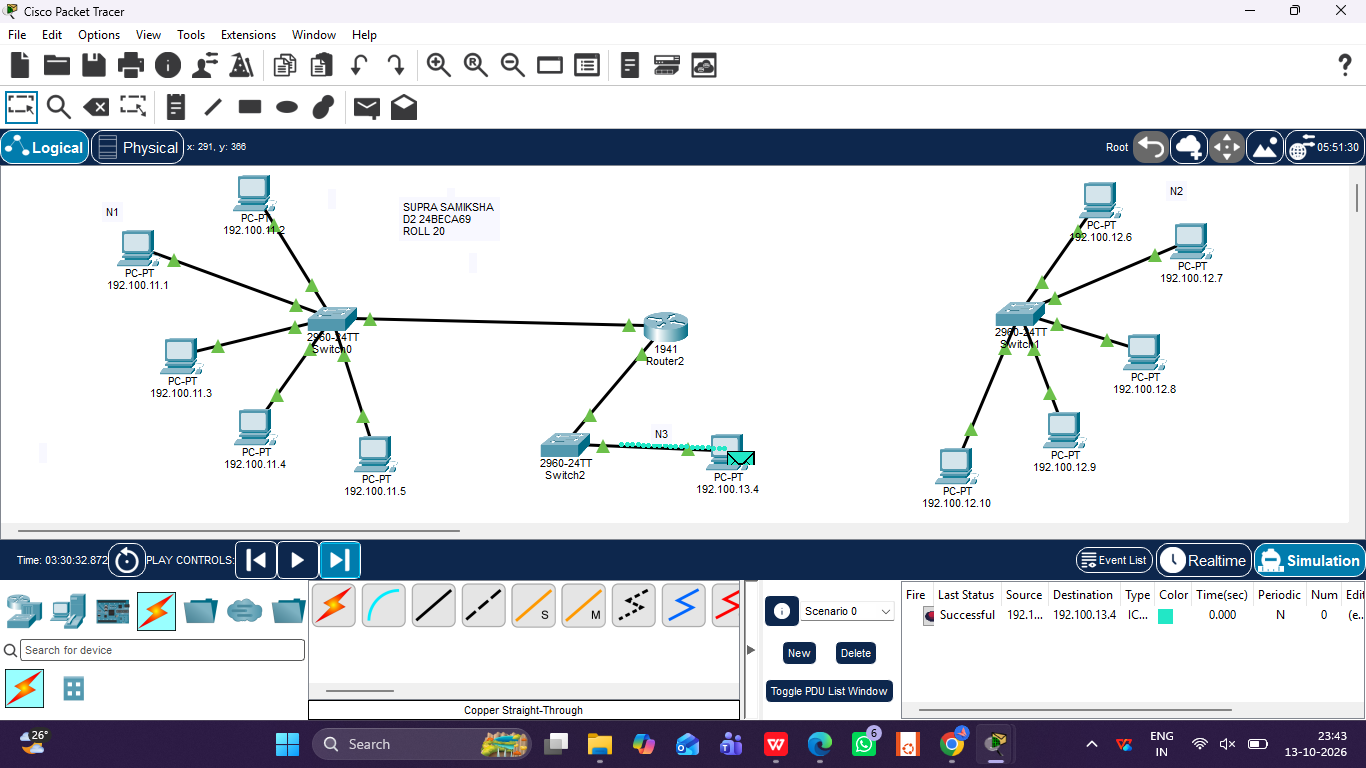 Cisco Packet Tracer
File Edit Options View Tools Extensions Window Help
Logical Physical x: 291, y: 366 Root 05:51:30
N1
PC-PT
192.100.11.2
SUPRA SAMIKSHA
D2 24BECA69
ROLL 20
PC-PT
192.100.11.1
2960-24TT
Switch0
PC-PT
192.100.11.3
PC-PT
192.100.11.4
PC-PT
192.100.11.5
1941
Router2
2960-24TT
Switch2
N3
PC-PT
192.100.13.4
N2
PC-PT
192.100.12.6
PC-PT
192.100.12.7
2960-24TT
Switch1
PC-PT
192.100.12.8
PC-PT
192.100.12.9
PC-PT
192.100.12.10
Time: 03:30:32.872 PLAY CONTROLS: Event List Realtime Simulation
S M
Search for device
Copper Straight-Through
Scenario 0
New Delete
Toggle PDU List Window
Fire Last Status Source Destination Type Color Time(sec) Periodic Num Edit
Successful 192.1... 192.100.13.4 IC... 0.000 N 0 (e..
26°
Search
6
ENG
IN
23:43
13-10-2026